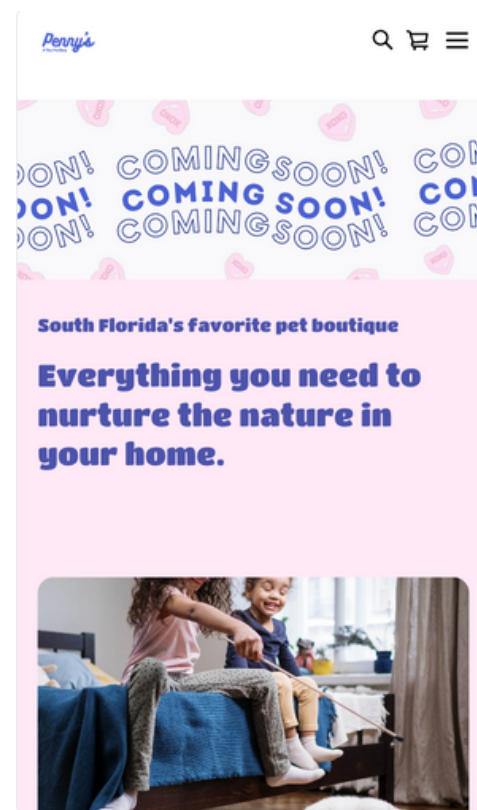 Penny's
COMING SOON!
COMING SOON!
COMING SOON!
South Florida's favorite pet boutique
Everything you need to
nurture the nature in
your home.